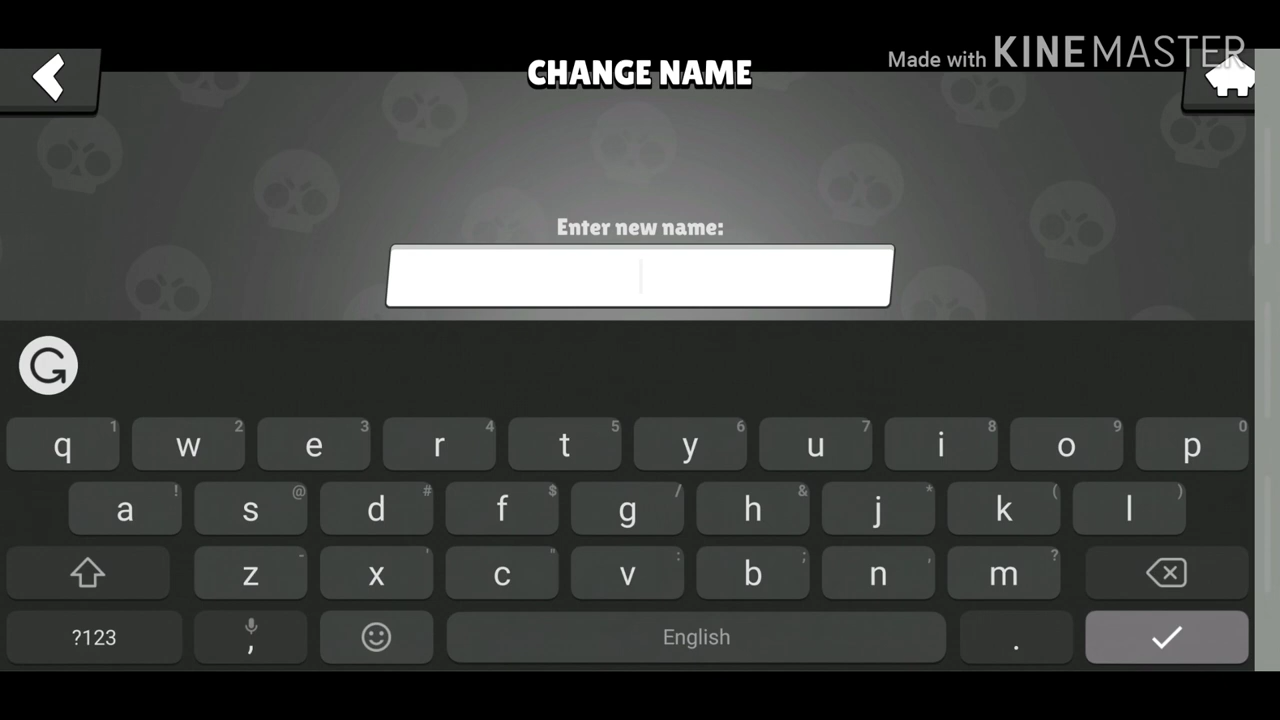 Made with KINEMASTER
CHANGE NAME
Enter new name:
G
q 1 w 2 e 3 r 4 t 5 y 6 u 7 i 8 o 9 p 0
a ! s @ d # f $ g / h & j * k ( l )
z - x ' c " v : b ; n , m ?
?123 , English .